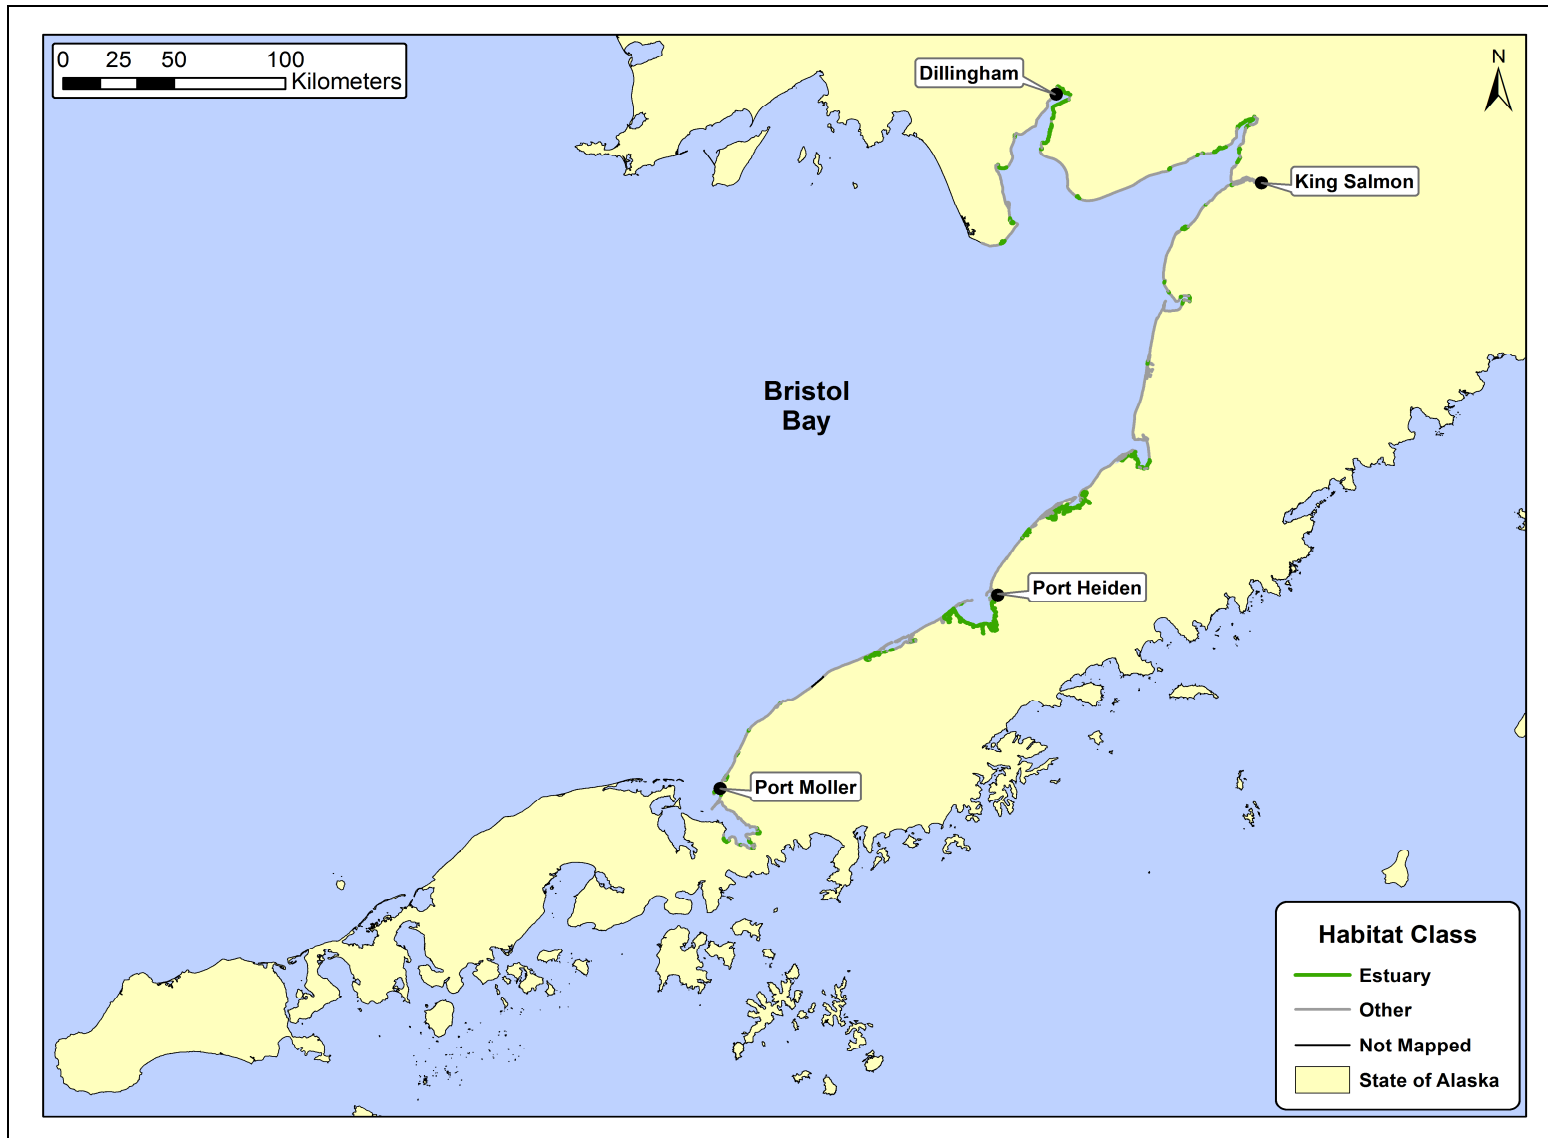 0 25 50 100
Kilometers
N
Dillingham
King Salmon
Bristol
Bay
Port Heiden
Port Moller
Habitat Class
Estuary
Other
Not Mapped
State of Alaska